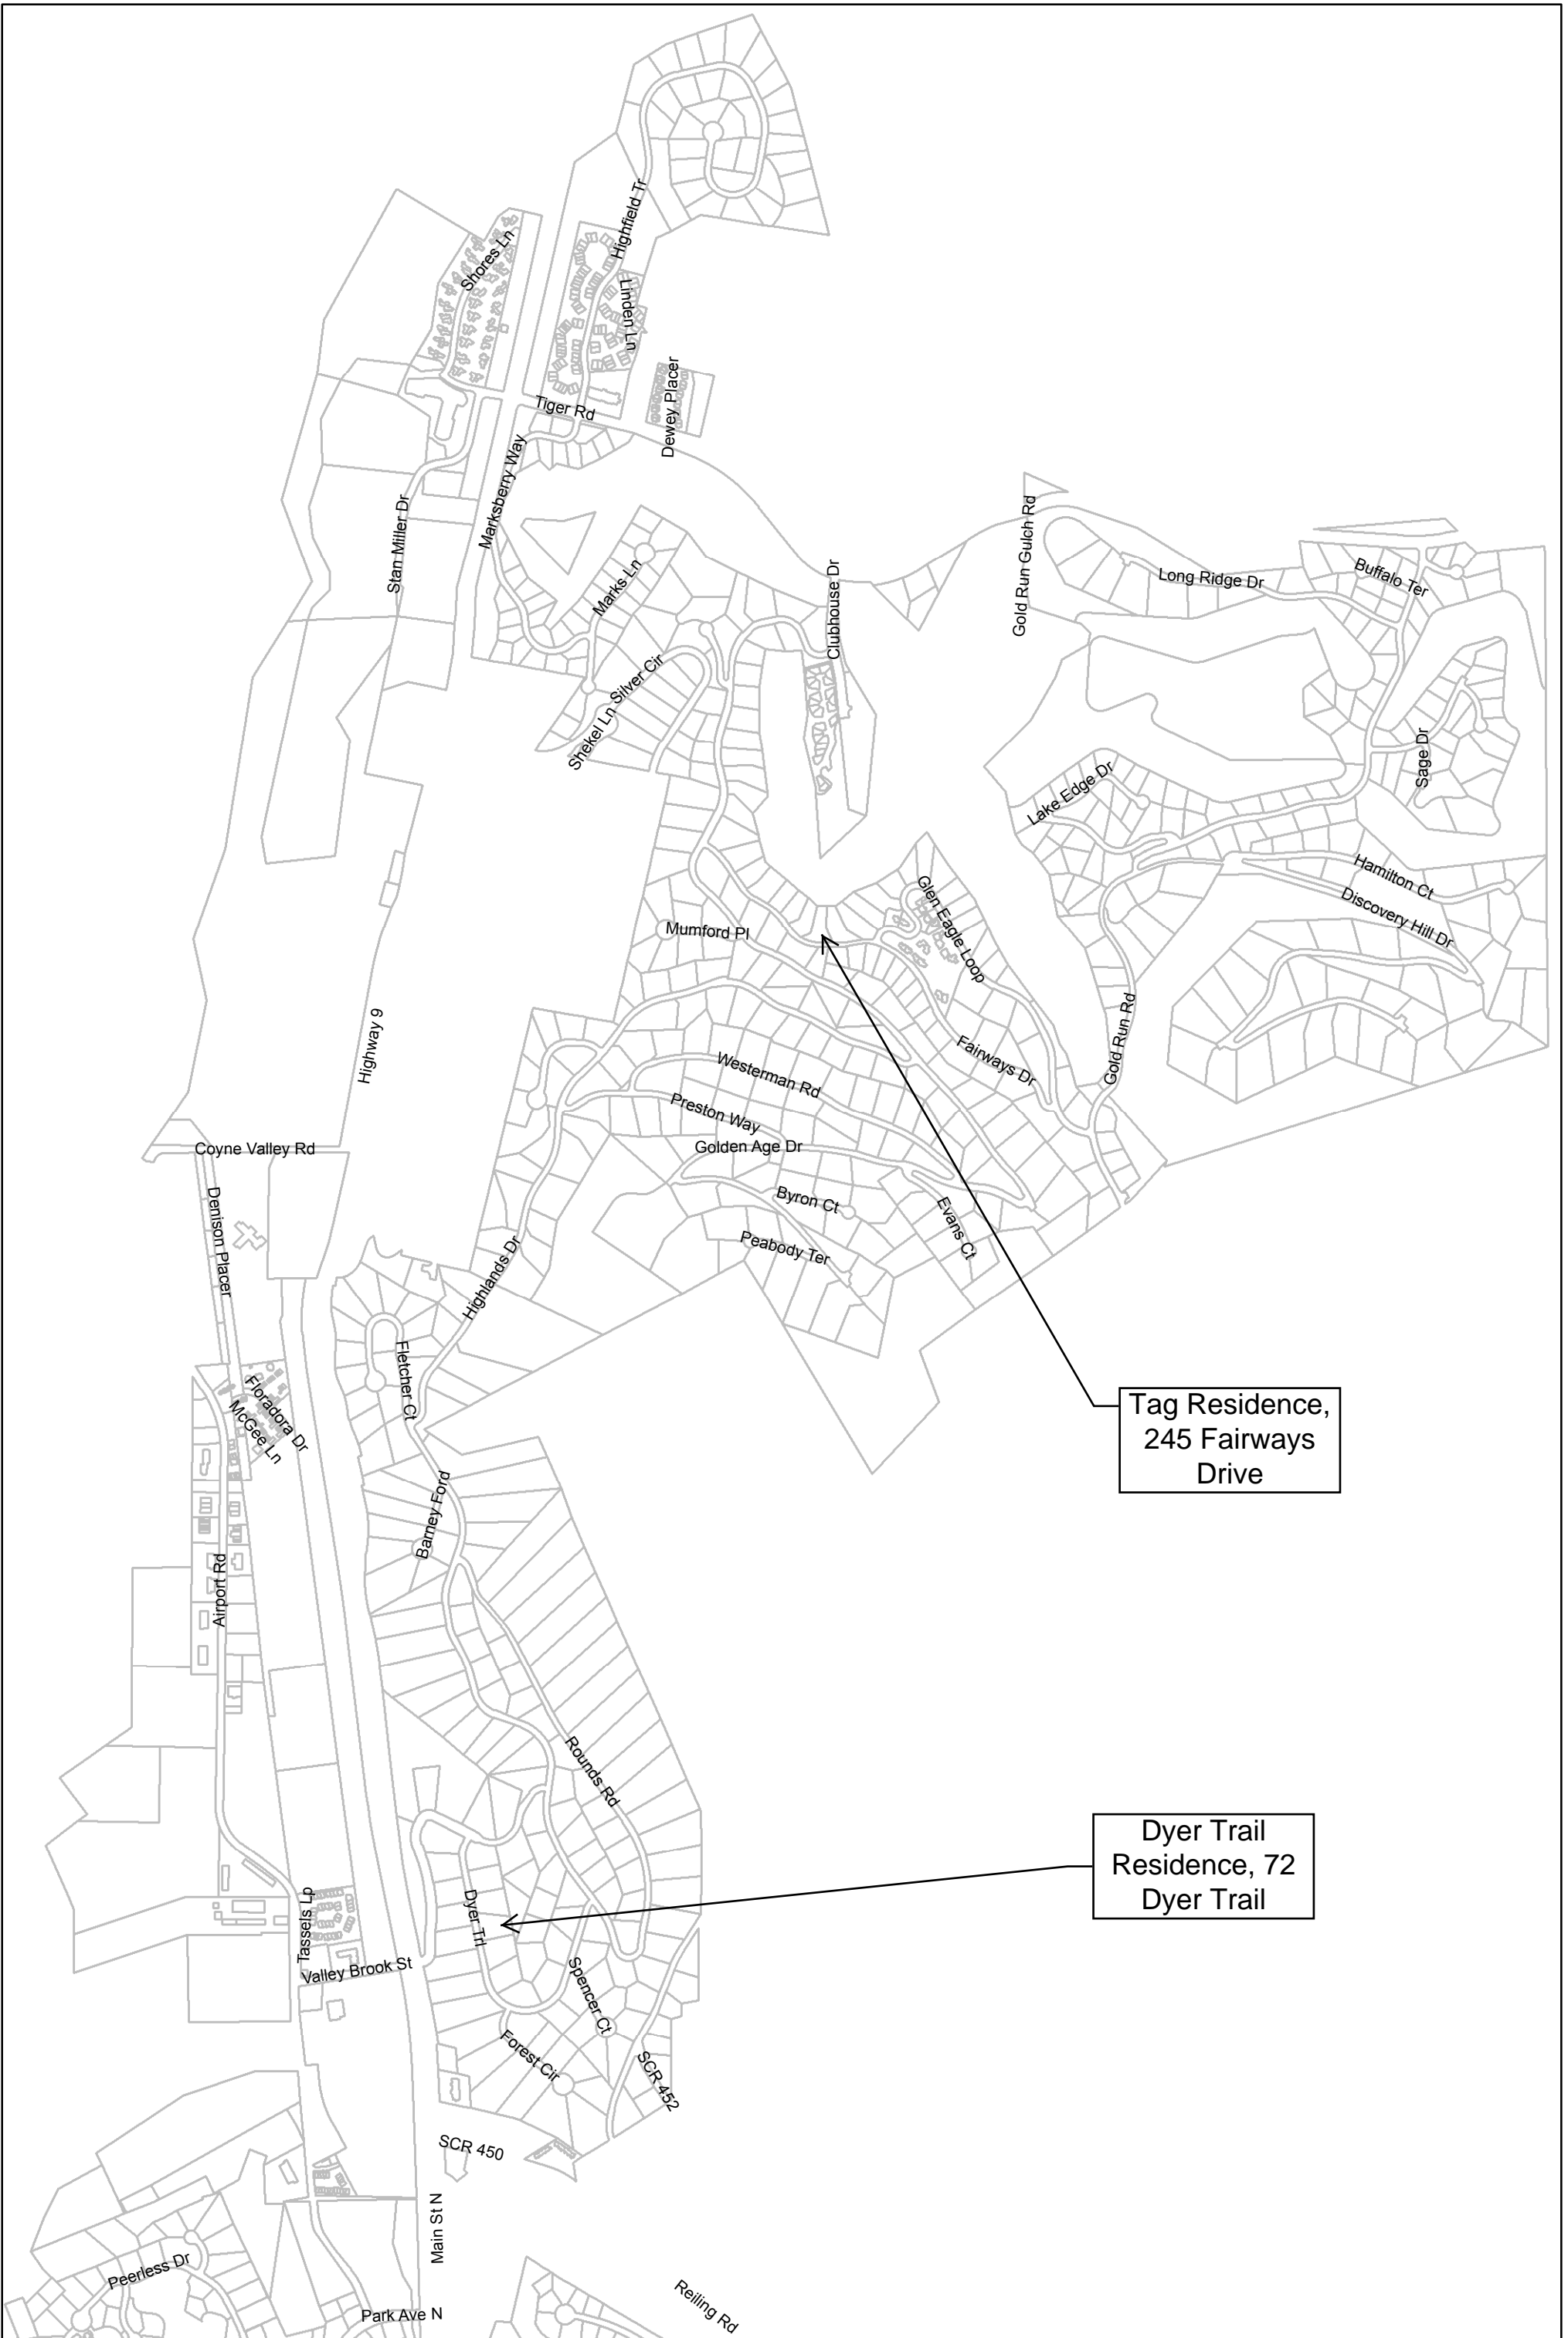 Highfield Tr
Shores Ln
Linden Ln
Dewey Placer
Tiger Rd
Marksberry Way
Stan Miller Dr
Gold Run Gulch Rd
Clubhouse Dr
Long Ridge Dr
Buffalo Ter
Marks Ln
Silver Cir
Shekel Ln
Sage Dr
Lake Edge Dr
Hamilton Ct
Discovery Hill Dr
Glen Eagle Loop
Mumford Pl
Highway 9
Gold Run Rd
Fairways Dr
Westerman Rd
Preston Way
Golden Age Dr
Coyne Valley Rd
Denison Placer
Byron Ct
Evans Ct
Peabody Ter
Highlands Dr
Fletcher Ct
Floradora Dr
McGee Ln
Tag Residence,
245 Fairways
Drive
Barney Ford
Airport Rd
Rounds Rd
Dyer Trail
Residence, 72
Dyer Trail
Dyer Trl
Tassels Lp
Valley Brook St
Spencer Ct
Forest Cir
SCR 452
SCR 450
Main St N
Peerless Dr
Park Ave N
Reiling Rd